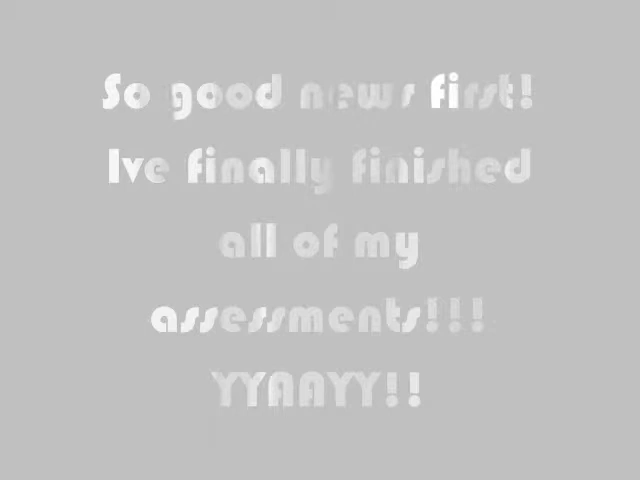 So good news first!
Ive finally finished
all of my
assessments!!!
YYAAYY!!